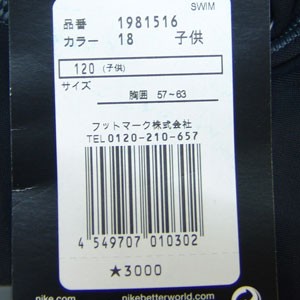 SWIM
品番 1981516
カラー 18 子供
120 (子供)
サイズ
胸囲 57~63
フットマーク株式会社
TEL0120-210-657
4 549707 010302
★3000
nike.com
nikebetterworld.com